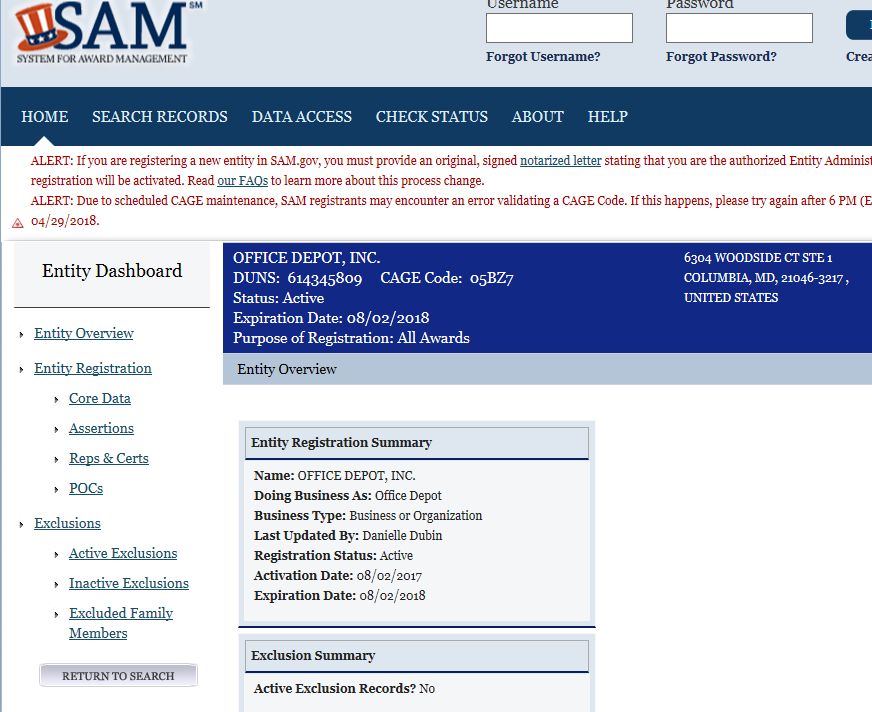 SAM SM
SYSTEM FOR AWARD MANAGEMENT
Username
Password
Forgot Username?
Forgot Password?
HOME SEARCH RECORDS DATA ACCESS CHECK STATUS ABOUT HELP
ALERT: If you are registering a new entity in SAM.gov, you must provide an original, signed notarized letter stating that you are the authorized Entity
registration will be activated. Read our FAQs to learn more about this process change.
ALERT: Due to scheduled CAGE maintenance, SAM registrants may encounter an error validating a CAGE Code. If this happens, please try again after 6 PM
04/29/2018.
Entity Dashboard
Entity Overview
Entity Registration
Core Data
Assertions
Reps & Certs
POCs
Exclusions
Active Exclusions
Inactive Exclusions
Excluded Family
Members
RETURN TO SEARCH
OFFICE DEPOT, INC.
DUNS: 614345809 CAGE Code: 05BZ7
Status: Active
Expiration Date: 08/02/2018
Purpose of Registration: All Awards
6304 WOODSIDE CT STE 1
COLUMBIA, MD, 21046-3217 ,
UNITED STATES
Entity Overview
Entity Registration Summary
Name: OFFICE DEPOT, INC.
Doing Business As: Office Depot
Business Type: Business or Organization
Last Updated By: Danielle Dubin
Registration Status: Active
Activation Date: 08/02/2017
Expiration Date: 08/02/2018
Exclusion Summary
Active Exclusion Records? No